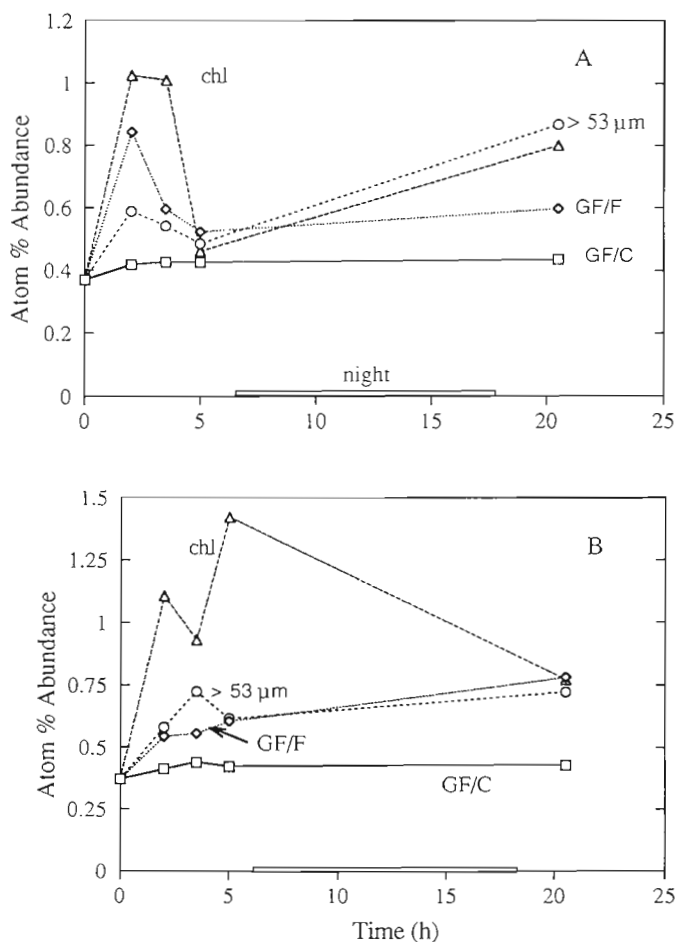 1.2
A
chl
1
> 53 µm
0.8
Atom % Abundance
0.6
GF/F
GF/C
0.4
0.2
night
0
0 5 10 15 20 25
1.5
B
chl
1.25
1
Atom % Abundance
> 53 µm
0.75
GF/F
0.5
GF/C
0.25
0
0 5 10 15 20 25
Time (h)